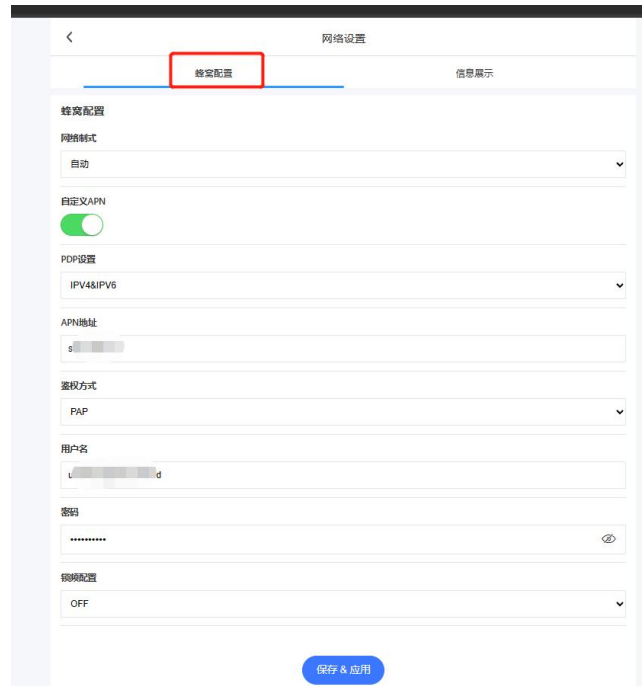 网络设置
蜂窝配置
信息展示
蜂窝配置
网络制式
自动
自定义APN
PDP设置
IPV4&IPV6
APN地址
s
鉴权方式
PAP
用户名
u d
密码
••••••••••
锁频配置
OFF
保存 & 应用